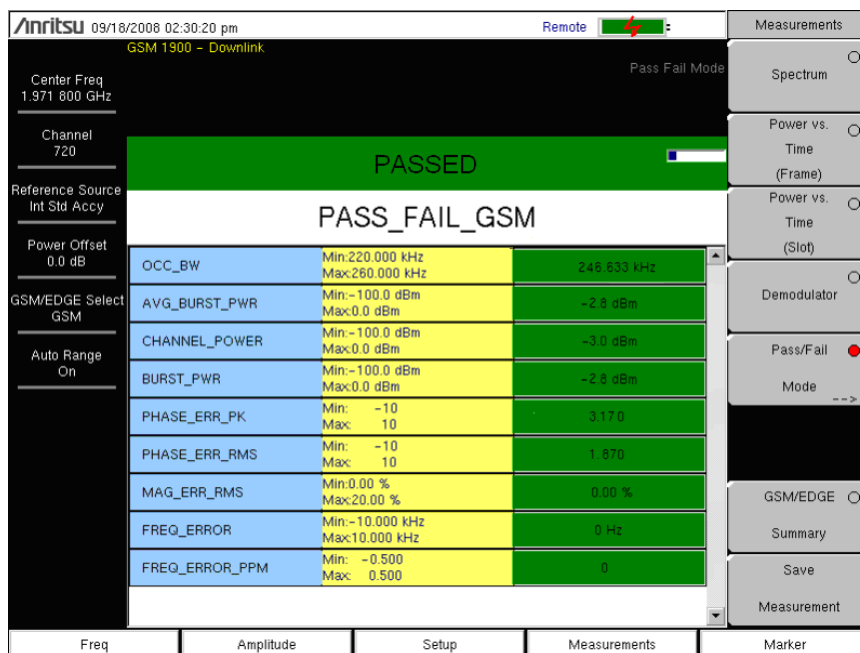 Anritsu 09/18/2008 02:30:20 pm
Remote
Measurements
GSM 1900 - Downlink
Pass Fail Mode
Center Freq
1.971 800 GHz
Channel
720
Reference Source
Int Std Accy
Power Offset
0.0 dB
GSM/EDGE Select
GSM
Auto Range
On
PASSED
PASS_FAIL_GSM
OCC_BW Min:220.000 kHz 246.633 kHz
Max:260.000 kHz
AVG_BURST_PWR Min:-100.0 dBm -2.8 dBm
Max:0.0 dBm
CHANNEL_POWER Min:-100.0 dBm -3.0 dBm
Max:0.0 dBm
BURST_PWR Min:-100.0 dBm -2.8 dBm
Max:0.0 dBm
PHASE_ERR_PK Min: -10 3.170
Max: 10
PHASE_ERR_RMS Min: -10 1.870
Max: 10
MAG_ERR_RMS Min:0.00 % 0.00 %
Max:20.00 %
FREQ_ERROR Min:-10.000 kHz 0 Hz
Max:10.000 kHz
FREQ_ERROR_PPM Min: -0.500 0
Max: 0.500
Spectrum
Power vs.
Time
(Frame)
Power vs.
Time
(Slot)
Demodulator
Pass/Fail
Mode
-->
GSM/EDGE
Summary
Save
Measurement
Freq
Amplitude
Setup
Measurements
Marker